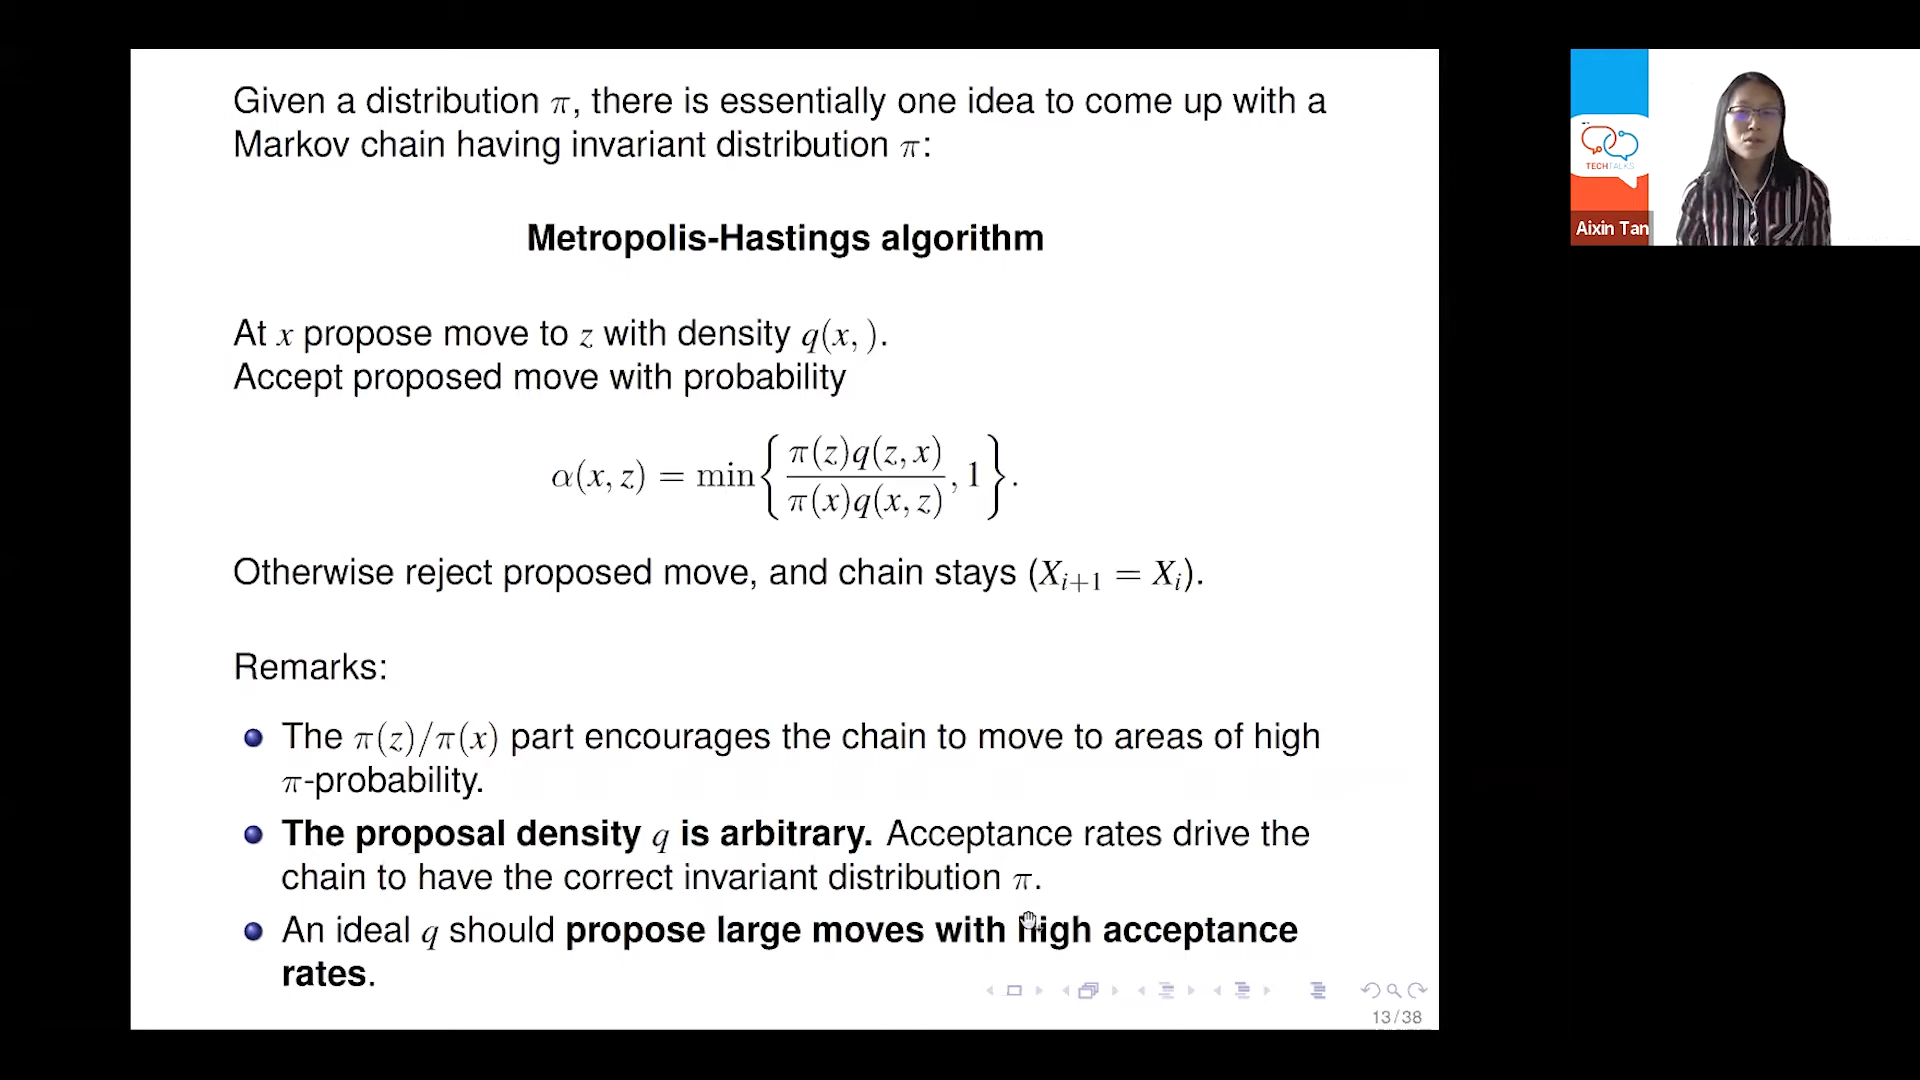 Given a distribution π, there is essentially one idea to come up with a
Markov chain having invariant distribution π:
Metropolis-Hastings algorithm
At x propose move to z with density q(x, ).
Accept proposed move with probability
α(x, z) = min { π(z)q(z, x) / π(x)q(x, z) , 1 } .
Otherwise reject proposed move, and chain stays (X_{i+1} = X_i).
Remarks:
The π(z)/π(x) part encourages the chain to move to areas of high
π-probability.
The proposal density q is arbitrary. Acceptance rates drive the
chain to have the correct invariant distribution π.
An ideal q should propose large moves with high acceptance
rates.
13/38
TECHTALKS
Aixin Tan